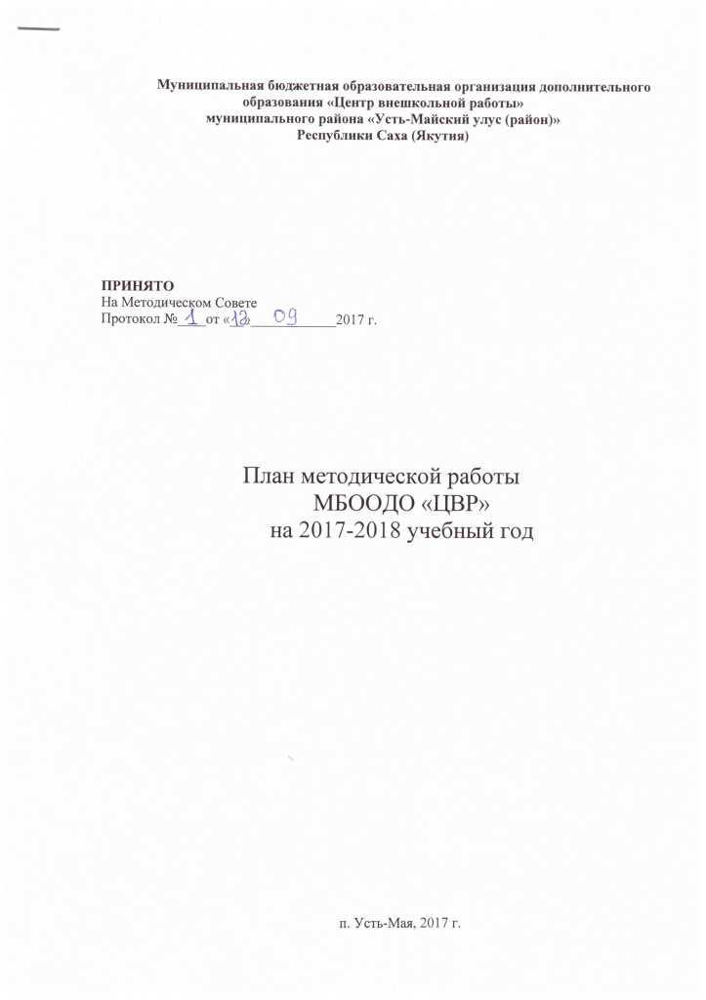 Муниципальная бюджетная образовательная организация дополнительного
образования «Центр внешкольной работы»
муниципального района «Усть-Майский улус (район)»
Республики Саха (Якутия)
ПРИНЯТО
На Методическом Совете
Протокол № 1 от «12» 09 2017 г.
План методической работы
МБООДО «ЦВР»
на 2017-2018 учебный год
п. Усть-Мая, 2017 г.